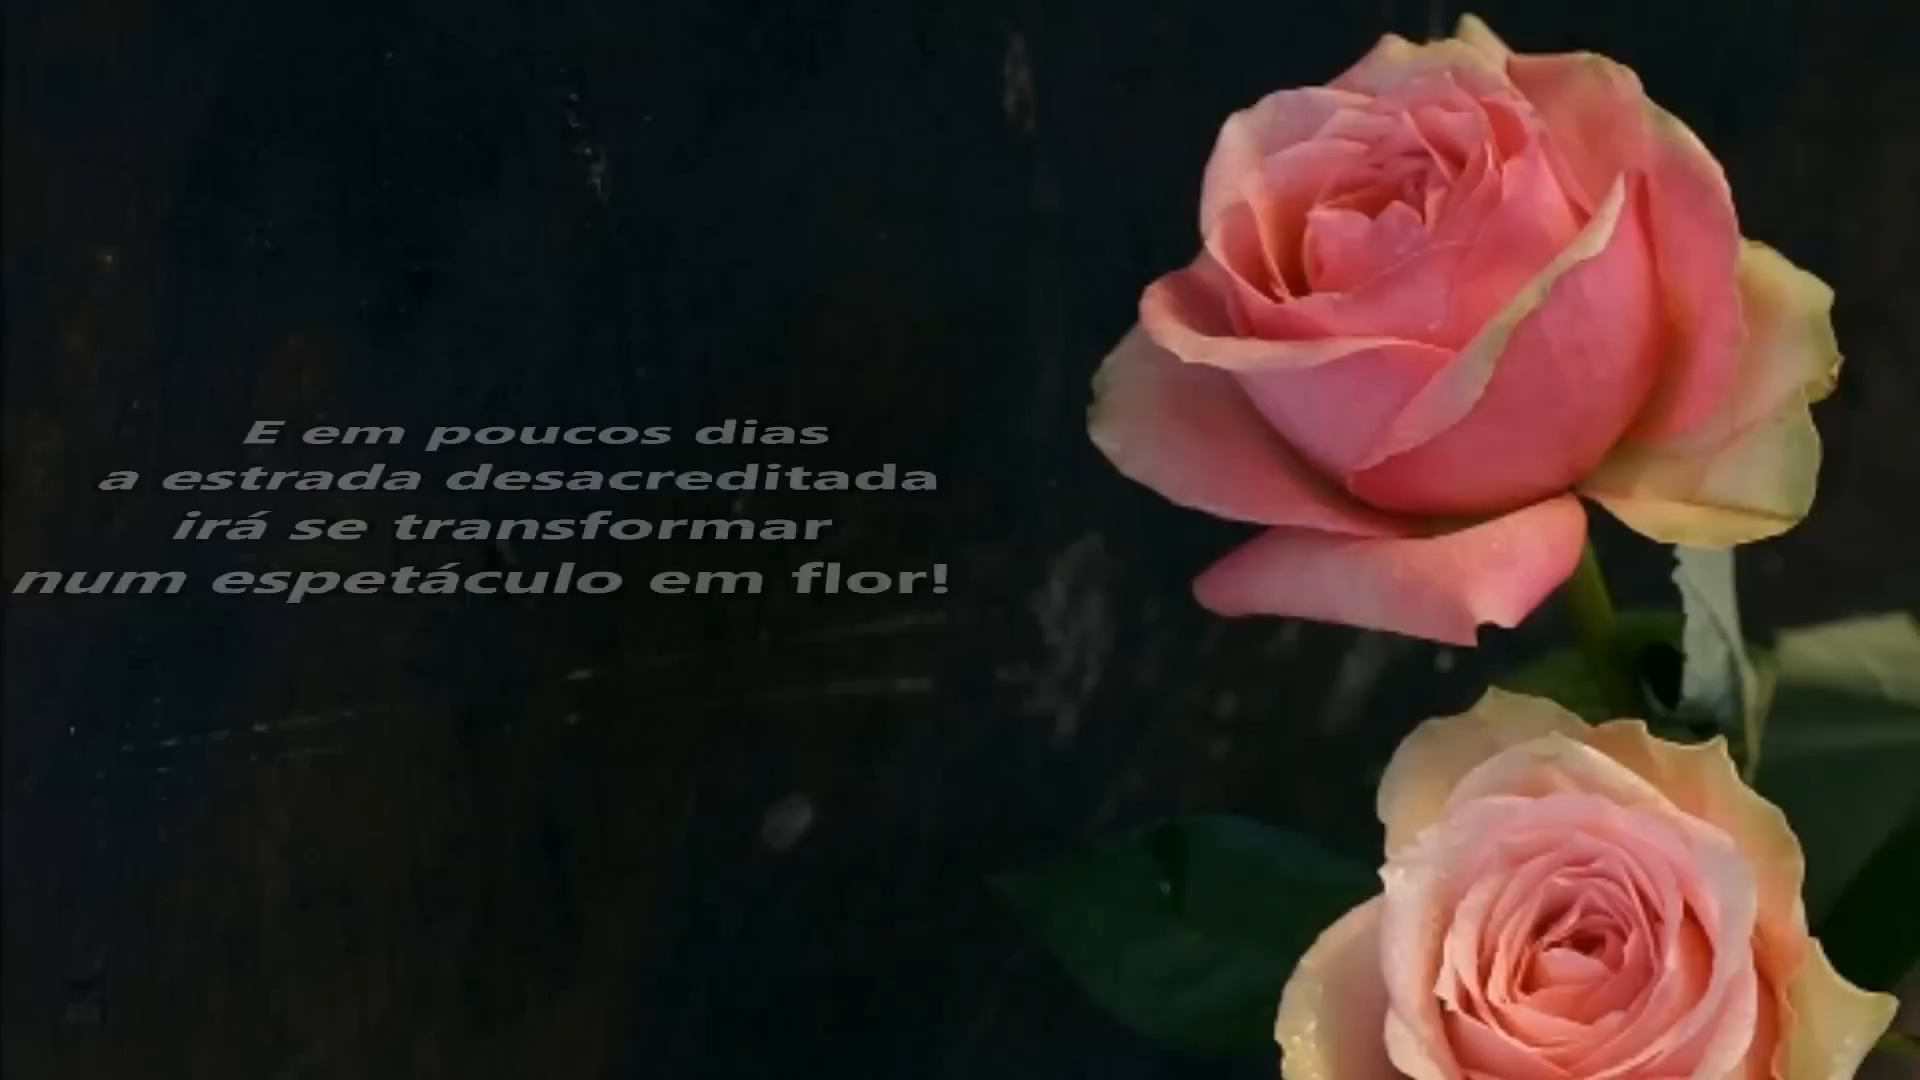 E em poucos dias
a estrada desacreditada
irá se transformar
num espetáculo em flor!